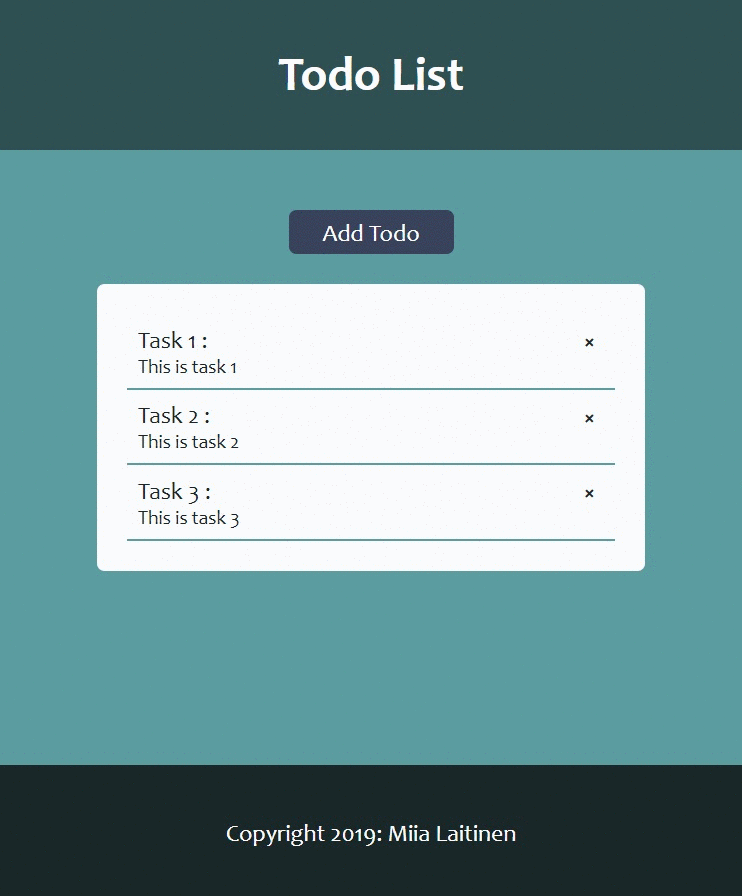 Todo List
Add Todo
Task 1 :
×
This is task 1
Task 2 :
×
This is task 2
Task 3 :
×
This is task 3
Copyright 2019: Miia Laitinen